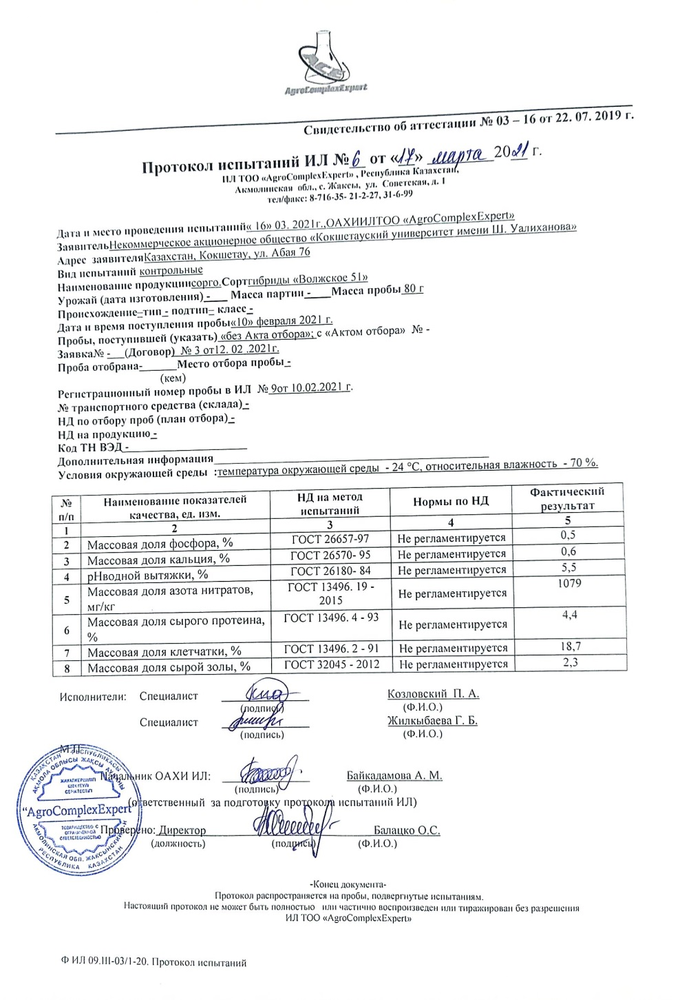 ACE
AgroComplexExpert
Свидетельство об аттестации № 03 – 16 от 22. 07. 2019 г.
Протокол испытаний ИЛ № 6 от «17» марта 2021 г.
ИЛ ТОО «AgroComplexExpert» , Республика Казахстан,
Акмолинская обл., с. Жаксы, ул. Советская, д. 1
тел/факс: 8-716-35- 21-2-27, 31-6-99
Дата и место проведения испытаний« 16» 03. 2021г.,ОАХИИЛТОО «AgroComplexExpert»
ЗаявительНекоммерческое акционерное общество «Кокшетауский университет имени Ш. Уалиханова»
Адрес заявителяКазахстан, Кокшетау, ул. Абая 76
Вид испытаний контрольные
Наименование продукциисорго.Сортгибриды «Волжское 51»
Урожай (дата изготовления) -____ Масса партии -____Масса пробы 80 г
Происхождение–тип - подтип– класс -
Дата и время поступления пробы«10» февраля 2021 г.
Пробы, поступившей (указать) «без Акта отбора»; с «Актом отбора» № -
Заявка№ -___(Договор) № 3 от12. 02 .2021г.
Проба отобрана-_______Место отбора пробы -
(кем)
Регистрационный номер пробы в ИЛ № 9от 10.02.2021 г.
№ транспортного средства (склада) -
НД по отбору проб (план отбора) -
НД на продукцию -
Код ТН ВЭД -____________________
Дополнительная информация____________________
Условия окружающей среды :температура окружающей среды - 24 °С, относительная влажность - 70 %.
№ п/п Наименование показателей качества, ед. изм. НД на метод испытаний Нормы по НД Фактический результат
1 2 3 4 5
2 Массовая доля фосфора, % ГОСТ 26657-97 Не регламентируется 0,5
3 Массовая доля кальция, % ГОСТ 26570- 95 Не регламентируется 0,6
4 рНводной вытяжки, % ГОСТ 26180- 84 Не регламентируется 5,5
5 Массовая доля азота нитратов, мг/кг ГОСТ 13496. 19 - 2015 Не регламентируется 1079
6 Массовая доля сырого протеина, % ГОСТ 13496. 4 - 93 Не регламентируется 4,4
7 Массовая доля клетчатки, % ГОСТ 13496. 2 - 91 Не регламентируется 18,7
8 Массовая доля сырой золы, % ГОСТ 32045 - 2012 Не регламентируется 2,3
Исполнители: Специалист Козловский П. А.
(подпись) (Ф.И.О.)
Специалист Жилкыбаева Г. Б.
(подпись) (Ф.И.О.)
М.П
Начальник ОАХИ ИЛ: Байкадамова А. М.
(подпись) (Ф.И.О.)
(ответственный за подготовку протокола испытаний ИЛ)
Проверено: Директор Балацко О.С.
(должность) (подпись) (Ф.И.О.)
ҚАЗАҚСТАН РЕСПУБЛИКАСЫ
АҚМОЛА ОБЛЫСЫ ЖАҚСЫ АУДАНЫ
ЖАУАПКЕРШІЛІГІ
ШЕКТЕУЛІ
СЕРІКТЕСТІГІ
"AgroComplexExpert"
ТОВАРИЩЕСТВО С
ОГРАНИЧЕННОЙ
ОТВЕТСТВЕННОСТЬЮ
АКМОЛИНСКАЯ ОБЛ. ЖАКСЫНСКИЙ Р-Н
РЕСПУБЛИКА КАЗАХСТАН
-Конец документа-
Протокол распространяется на пробы, подвергнутые испытаниям.
Настоящий протокол не может быть полностью или частично воспроизведен или тиражирован без разрешения
ИЛ ТОО «AgroComplexExpert»
Ф ИЛ 09.III-03/1-20. Протокол испытаний